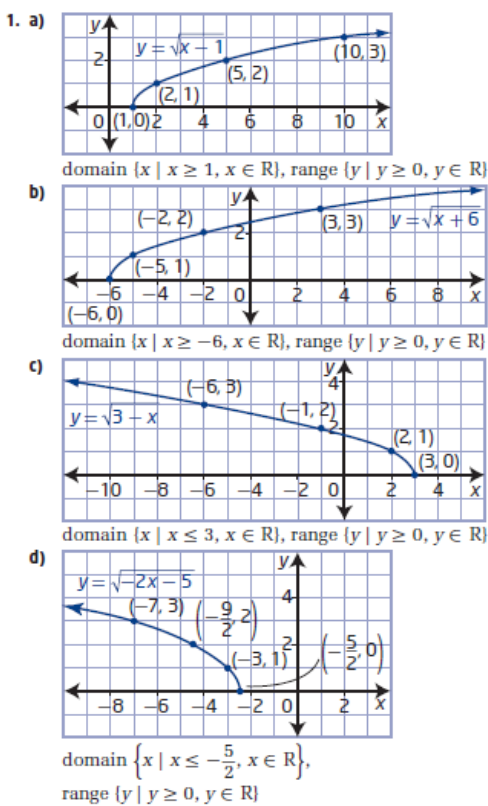 1. a)
y
2
y = √x − 1
(10, 3)
(5, 2)
(2, 1)
0 (1,0) 2 4 6 8 10 x
domain {x | x ≥ 1, x ∈ R}, range {y | y ≥ 0, y ∈ R}
b)
y
(−2, 2)
2
(3, 3) y = √x + 6
(−5, 1)
−6 −4 −2 0 2 4 6 8 x
(−6, 0)
domain {x | x ≥ −6, x ∈ R}, range {y | y ≥ 0, y ∈ R}
c)
y
4
(−6, 3)
y = √3 − x
(−1, 2)
2
(2, 1)
(3, 0)
−10 −8 −6 −4 −2 0 2 4 x
domain {x | x ≤ 3, x ∈ R}, range {y | y ≥ 0, y ∈ R}
d)
y
y = √−2x − 5
4
(−7, 3)
(−9/2, 2)
2
(−3, 1)
(−5/2, 0)
−8 −6 −4 −2 0 2 x
domain {x | x ≤ −5/2, x ∈ R},
range {y | y ≥ 0, y ∈ R}